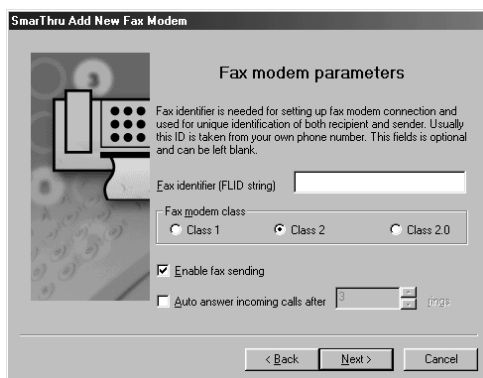 SmarThru Add New Fax Modem
Fax modem parameters
Fax identifier is needed for setting up fax modem connection and
used for unique identification of both recipient and sender. Usually
this ID is taken from your own phone number. This fields is optional
and can be left blank.
Fax identifier (FLID string)
Fax modem class
Class 1 Class 2 Class 2.0
Enable fax sending
Auto answer incoming calls after 3 rings
< Back Next > Cancel